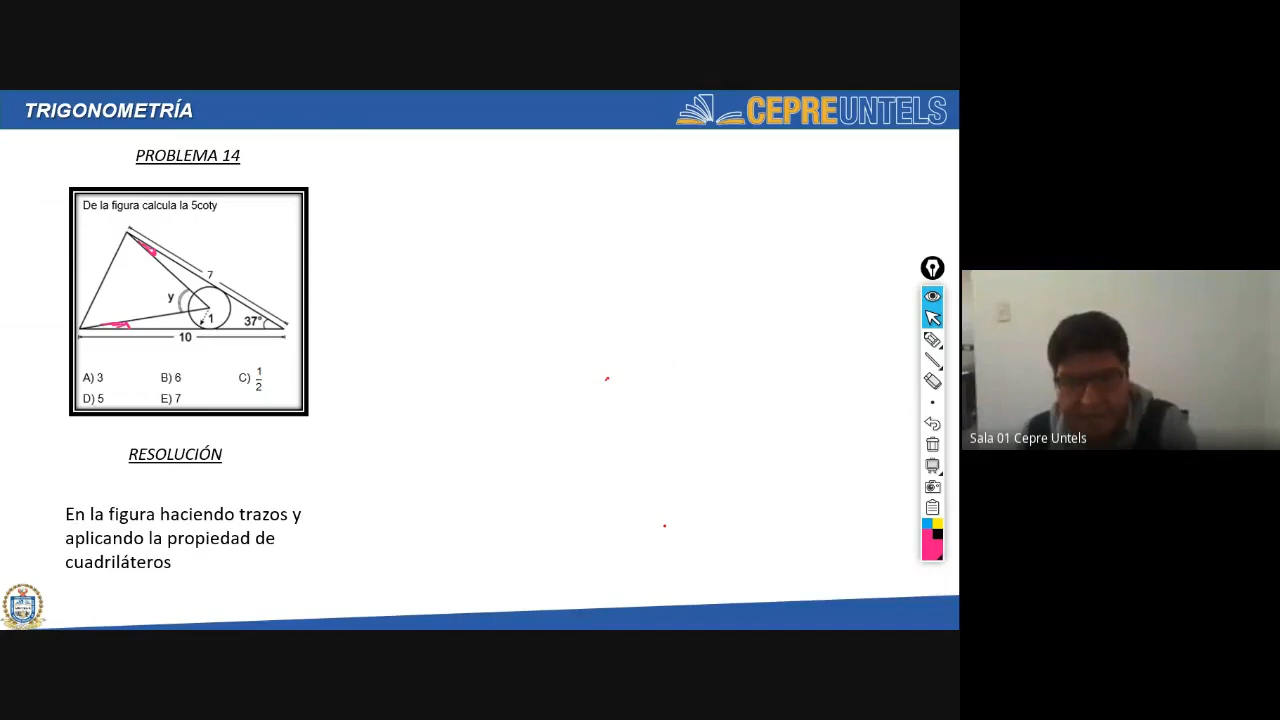 TRIGONOMETRÍA
CEPREUNTELS
PROBLEMA 14
De la figura calcula la 5coty
7
y
1
37°
10
A) 3 B) 6 C) 1/2
D) 5 E) 7
RESOLUCIÓN
En la figura haciendo trazos y
aplicando la propiedad de
cuadriláteros
Sala 01 Cepre Untels